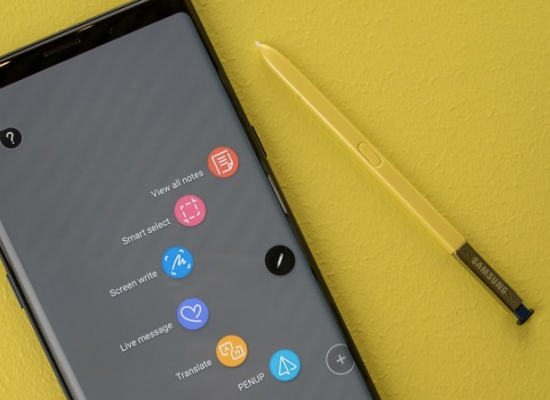 ?
View all notes
Smart select
Screen write
Live message
Translate
PENUP
SAMSUNG